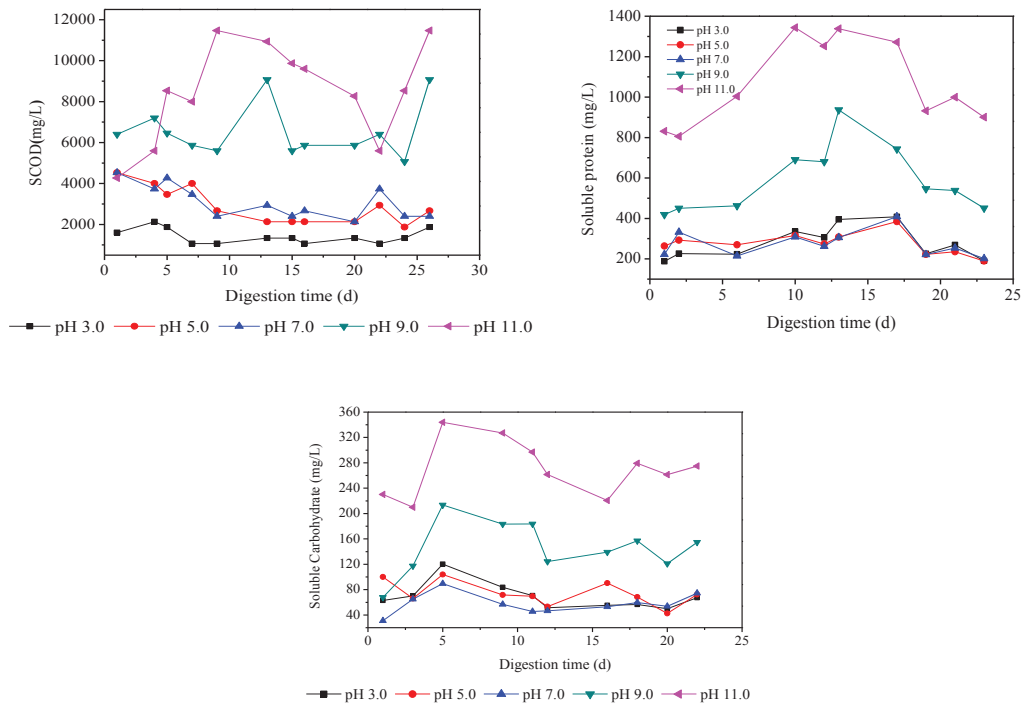 12000
10000
8000
6000
4000
2000
SCOD(mg/L)
0 5 10 15 20 25 30
Digestion time (d)
pH 3.0 pH 5.0 pH 7.0 pH 9.0 pH 11.0
1400
1200
1000
800
600
400
200
Soluble protein (mg/L)
pH 3.0
pH 5.0
pH 7.0
pH 9.0
pH 11.0
0 5 10 15 20 25
Digestion time (d)
360
320
280
240
200
160
120
80
40
Soluble Carbohydrate (mg/L)
0 5 10 15 20 25
Digestion time (d)
pH 3.0 pH 5.0 pH 7.0 pH 9.0 pH 11.0